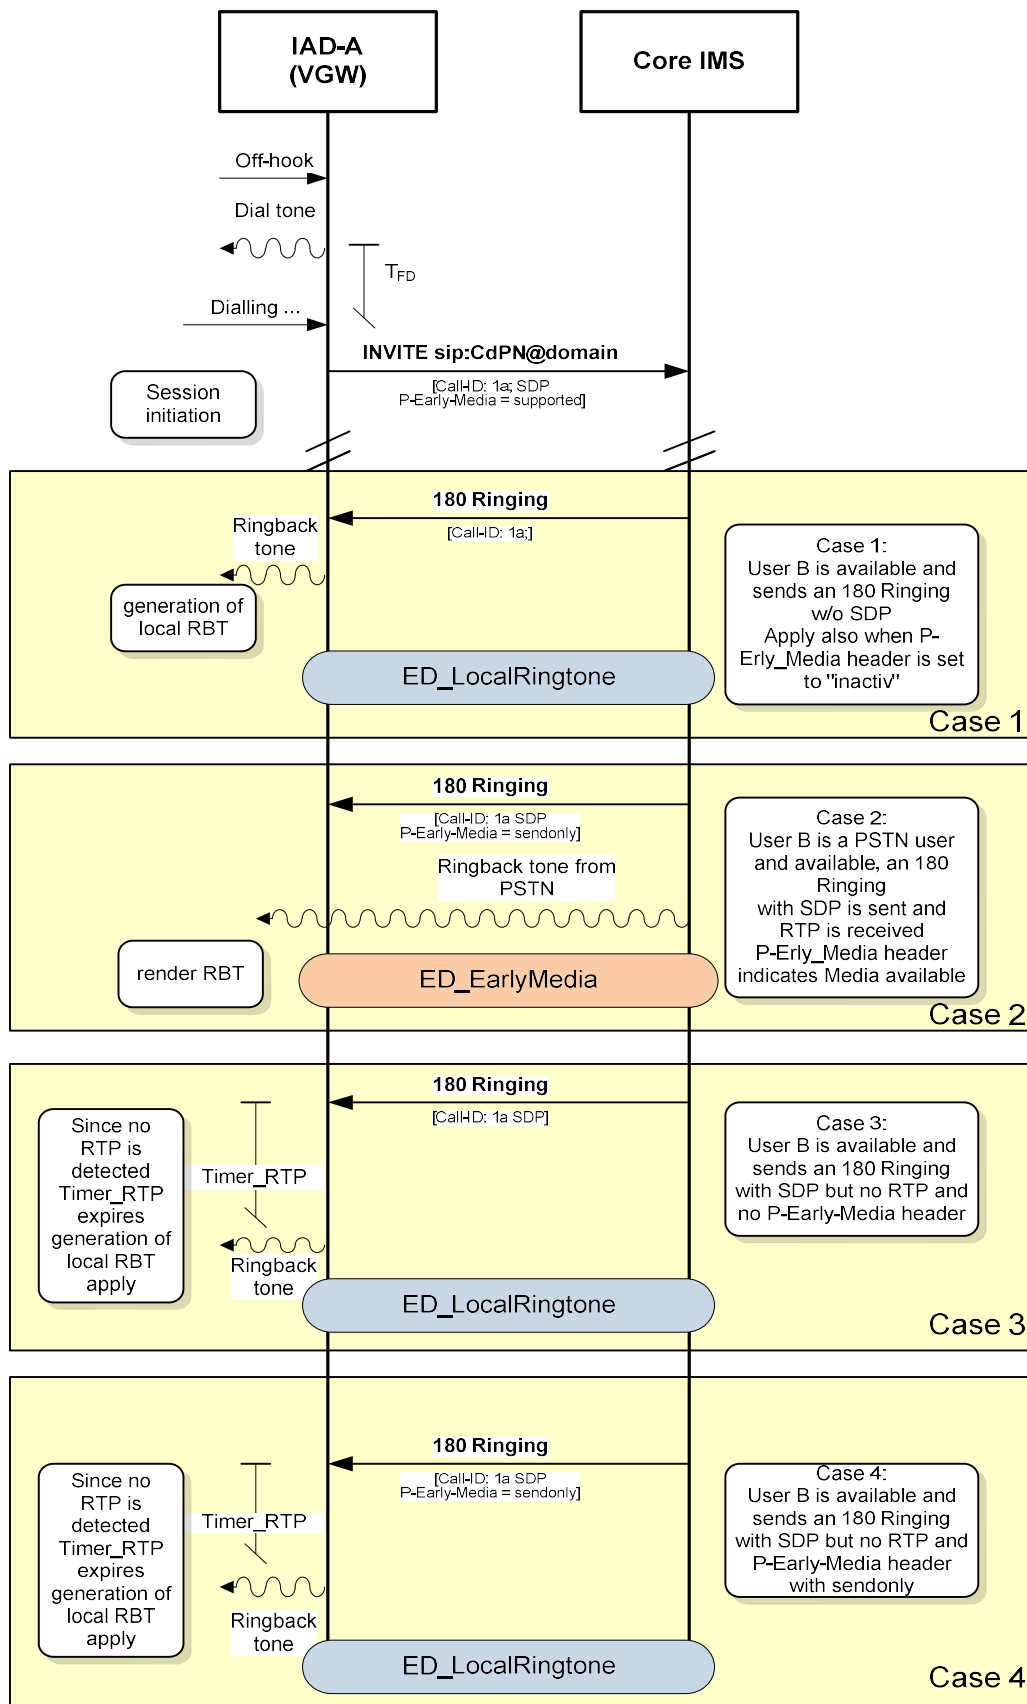 IAD-A
(VGW)
Core IMS
Off-hook
Dial tone
TFD
Dialling ...
INVITE sip:CdPN@domain
[Call-ID: 1a; SDP
P-Early-Media = supported]
Session
initiation
180 Ringing
[Call-ID: 1a;]
Ringback
tone
generation of
local RBT
ED_LocalRingtone
Case 1:
User B is available and
sends an 180 Ringing
w/o SDP
Apply also when P-
Erly_Media header is set
to "inactiv"
Case 1
180 Ringing
[Call-ID: 1a SDP
P-Early-Media = sendonly]
Ringback tone from
PSTN
render RBT
ED_EarlyMedia
Case 2:
User B is a PSTN user
and available, an 180
Ringing
with SDP is sent and
RTP is received
P-Erly_Media header
indicates Media available
Case 2
180 Ringing
[Call-ID: 1a SDP]
Since no
RTP is
detected
Timer_RTP
expires
generation of
local RBT
apply
Timer_RTP
Ringback
tone
ED_LocalRingtone
Case 3:
User B is available and
sends an 180 Ringing
with SDP but no RTP and
no P-Early-Media header
Case 3
180 Ringing
[Call-ID: 1a SDP
P-Early-Media = sendonly]
Since no
RTP is
detected
Timer_RTP
expires
generation of
local RBT
apply
Timer_RTP
Ringback
tone
ED_LocalRingtone
Case 4:
User B is available and
sends an 180 Ringing
with SDP but no RTP and
P-Early-Media header
with sendonly
Case 4